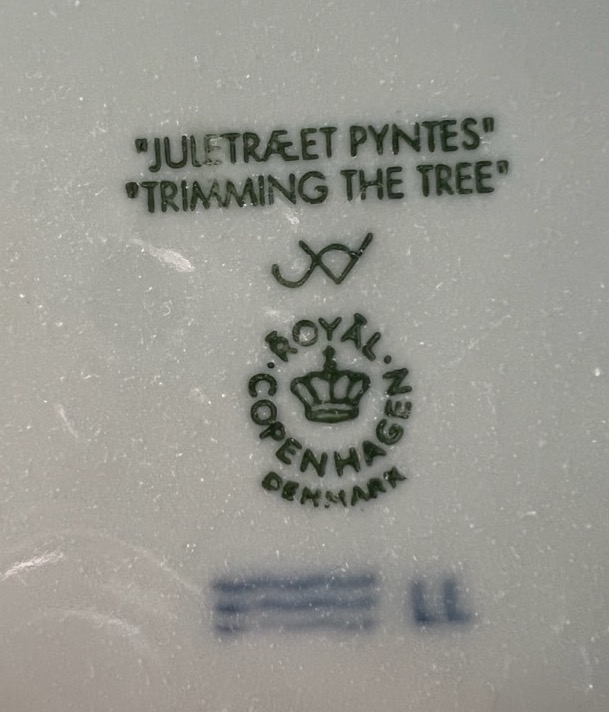 "JULETRÆET PYNTES"
"TRIMMING THE TREE"
ROYAL
COPENHAGEN
DENMARK